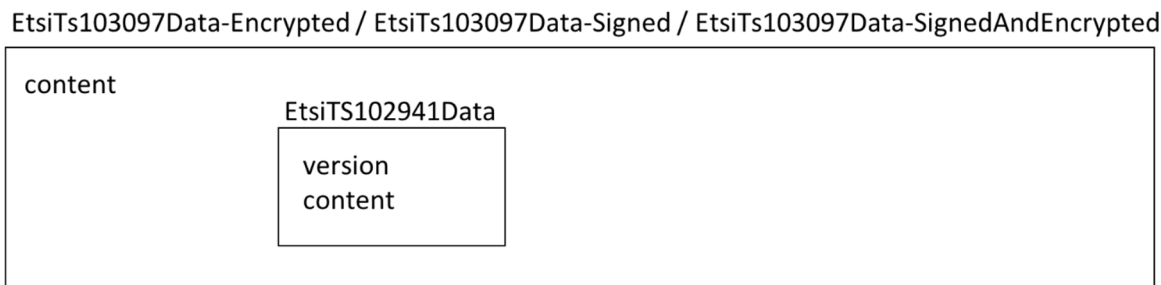 EtsiTs103097Data-Encrypted / EtsiTs103097Data-Signed / EtsiTs103097Data-SignedAndEncrypted
content
EtsiTS102941Data
version
content